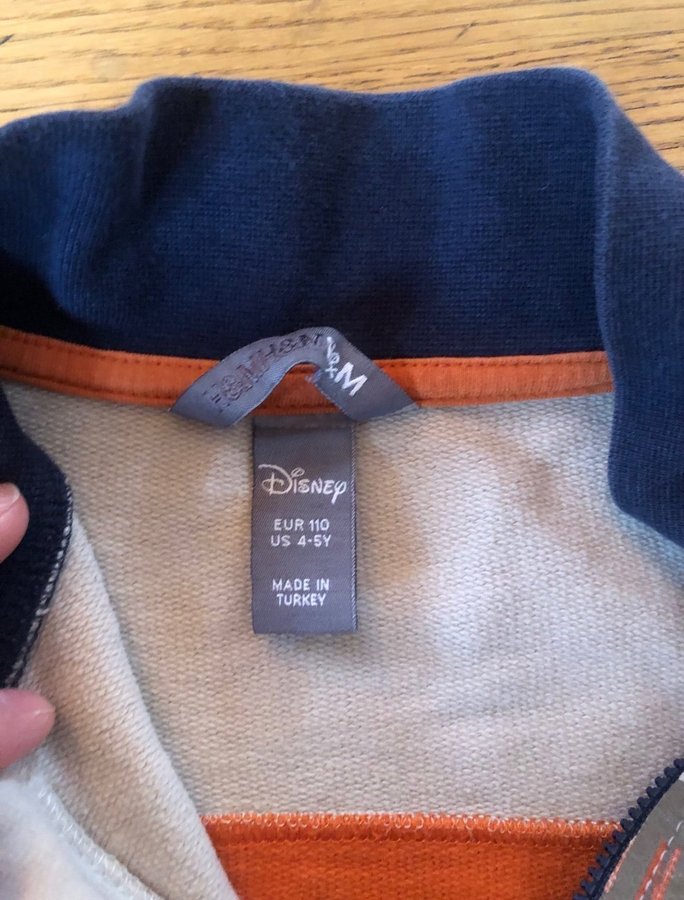 H&M H&M
&M
Disney
EUR 110
US 4-5Y
MADE IN
TURKEY